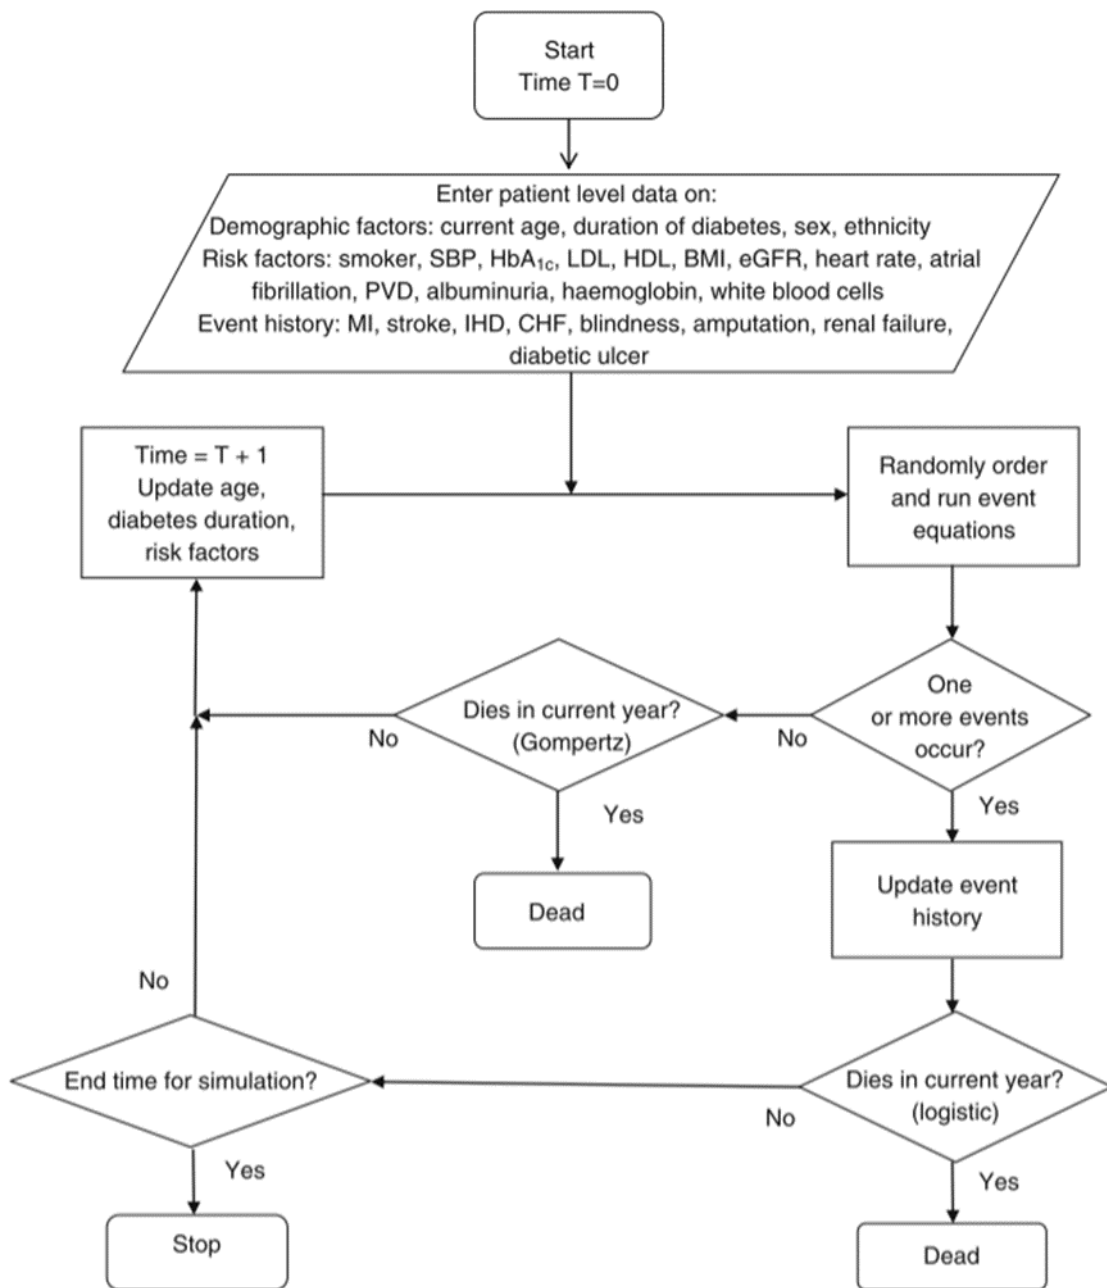 Start
Time T=0
Enter patient level data on:
Demographic factors: current age, duration of diabetes, sex, ethnicity
Risk factors: smoker, SBP, HbA1c, LDL, HDL, BMI, eGFR, heart rate, atrial
fibrillation, PVD, albuminuria, haemoglobin, white blood cells
Event history: MI, stroke, IHD, CHF, blindness, amputation, renal failure,
diabetic ulcer
Time = T + 1
Update age,
diabetes duration,
risk factors
Randomly order
and run event
equations
One
or more events
occur?
No
Yes
Dies in current year?
(Gompertz)
No
Yes
Dead
Update event
history
Dies in current year?
(logistic)
No
Yes
Dead
End time for simulation?
No
Yes
Stop